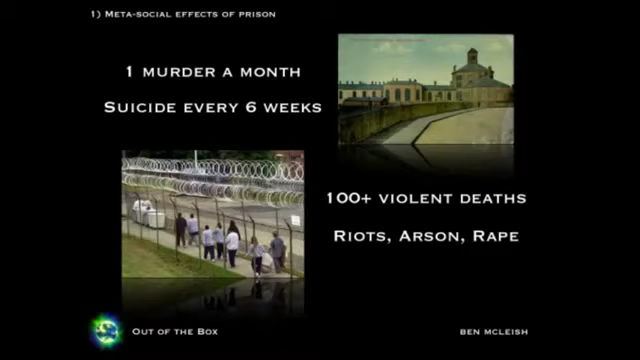 1) Meta-social effects of prison
1 murder a month
Suicide every 6 weeks
100+ violent deaths
Riots, Arson, Rape
Out of the Box
Ben McLeish